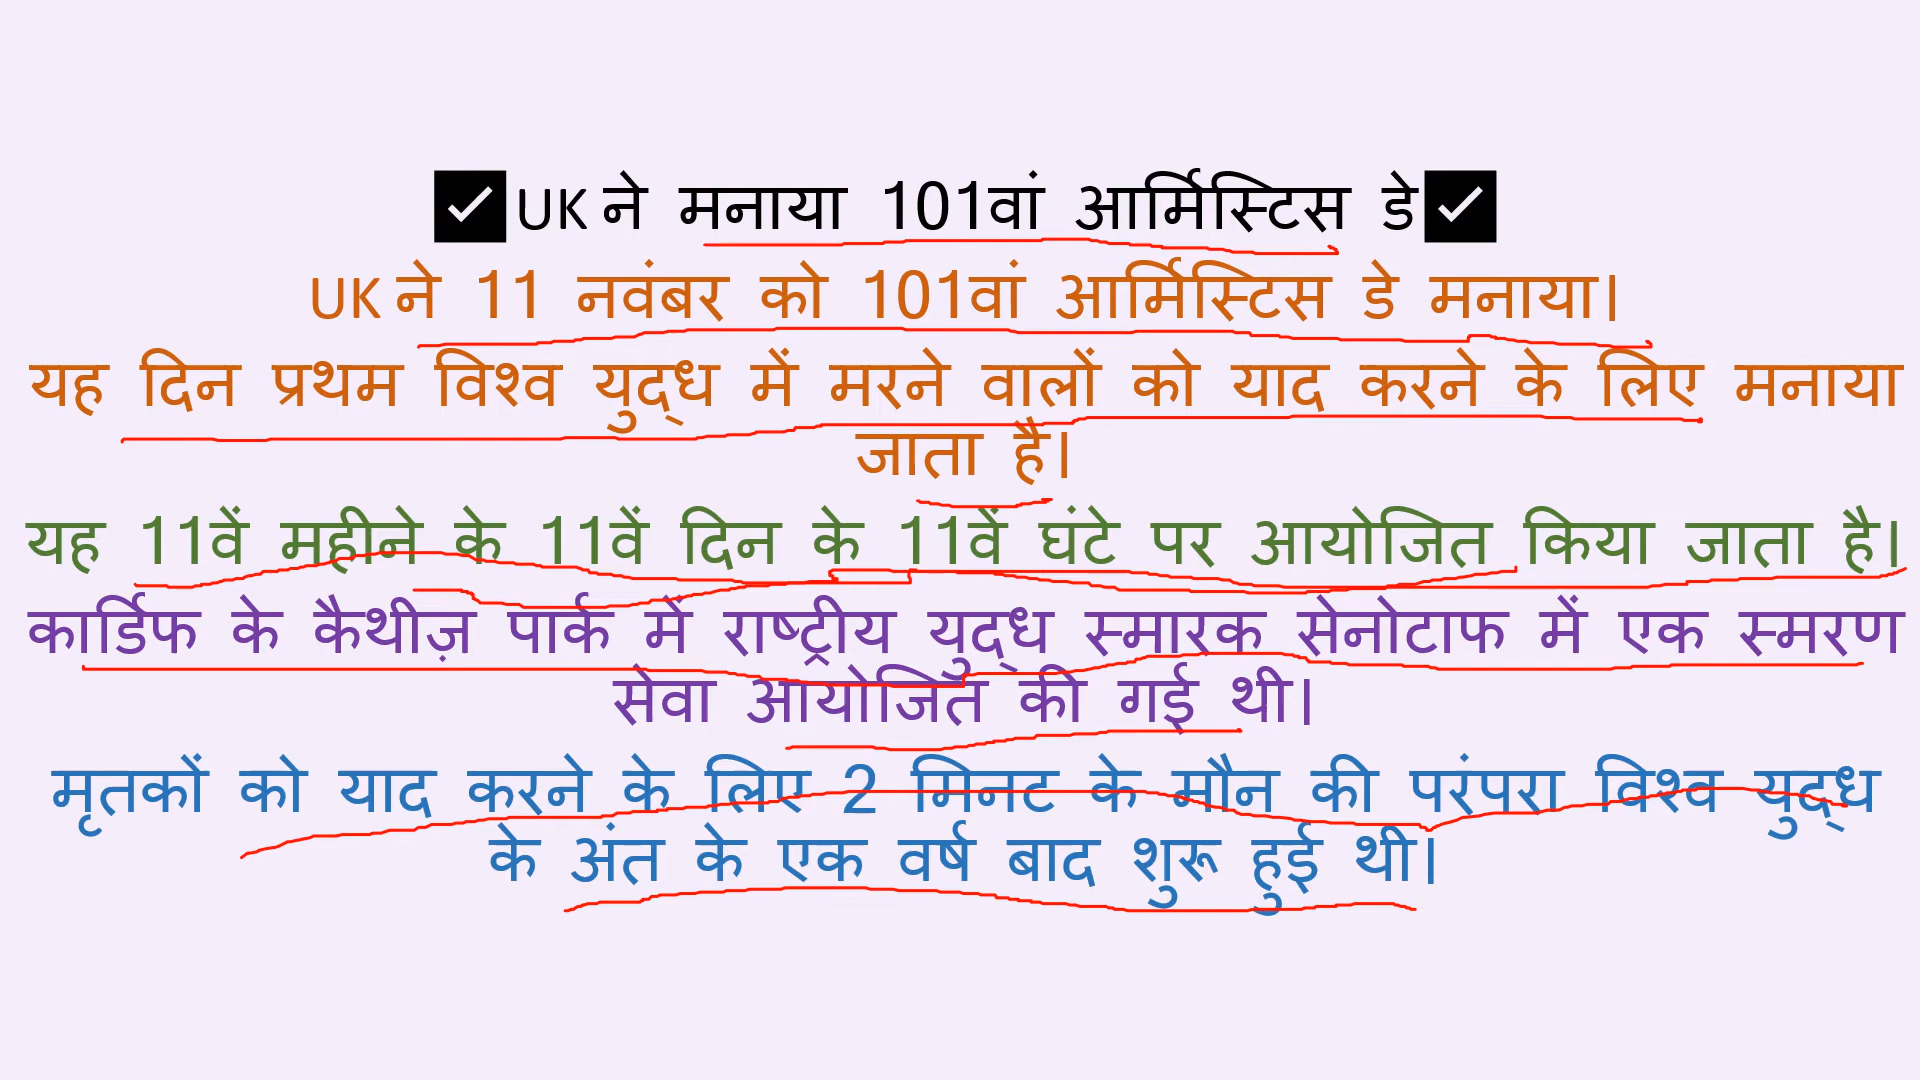 UK ने मनाया 101वां आर्मिस्टिस डे
UK ने 11 नवंबर को 101वां आर्मिस्टिस डे मनाया।
यह दिन प्रथम विश्व युद्ध में मरने वालों को याद करने के लिए मनाया
जाता है।
यह 11वें महीने के 11वें दिन के 11वें घंटे पर आयोजित किया जाता है।
कार्डिफ के कैथीज़ पार्क में राष्ट्रीय युद्ध स्मारक सेनोटाफ में एक स्मरण
सेवा आयोजित की गई थी।
मृतकों को याद करने के लिए 2 मिनट के मौन की परंपरा विश्व युद्ध
के अंत के एक वर्ष बाद शुरू हुई थी।